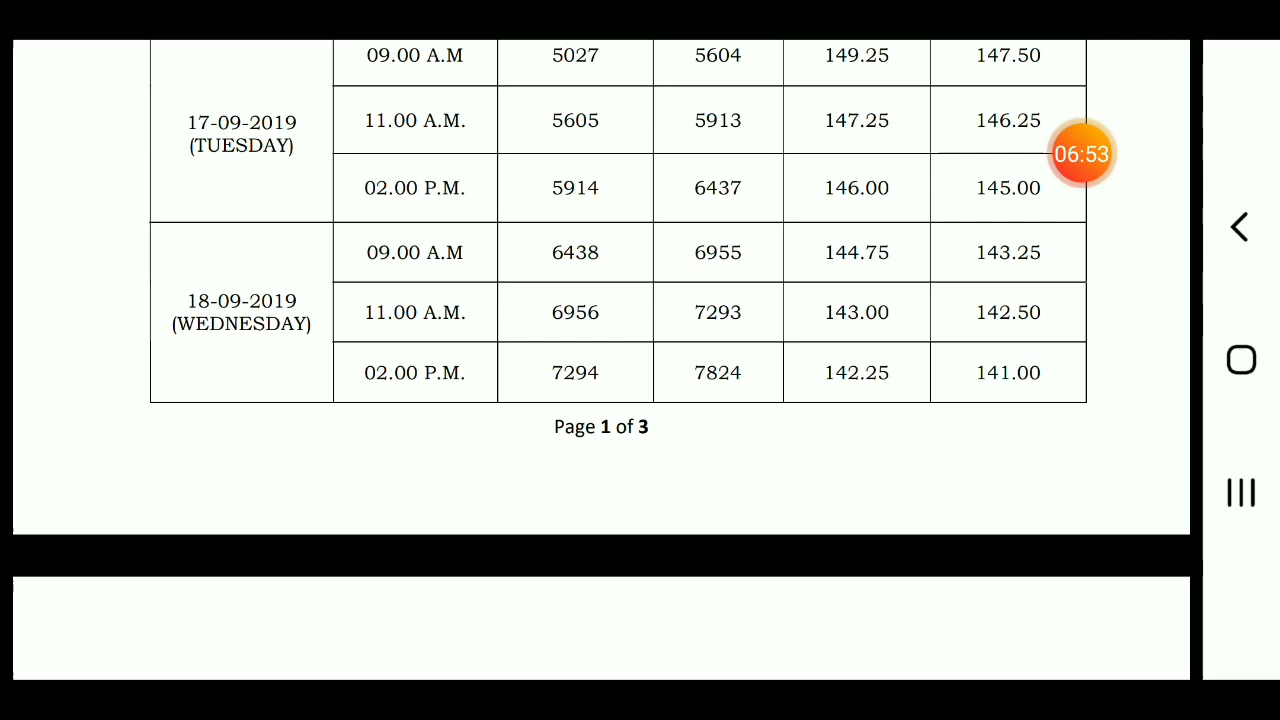 09.00 A.M 5027 5604 149.25 147.50
17-09-2019
(TUESDAY)
11.00 A.M. 5605 5913 147.25 146.25
06:53
02.00 P.M. 5914 6437 146.00 145.00
09.00 A.M 6438 6955 144.75 143.25
18-09-2019
(WEDNESDAY)
11.00 A.M. 6956 7293 143.00 142.50
02.00 P.M. 7294 7824 142.25 141.00
Page 1 of 3